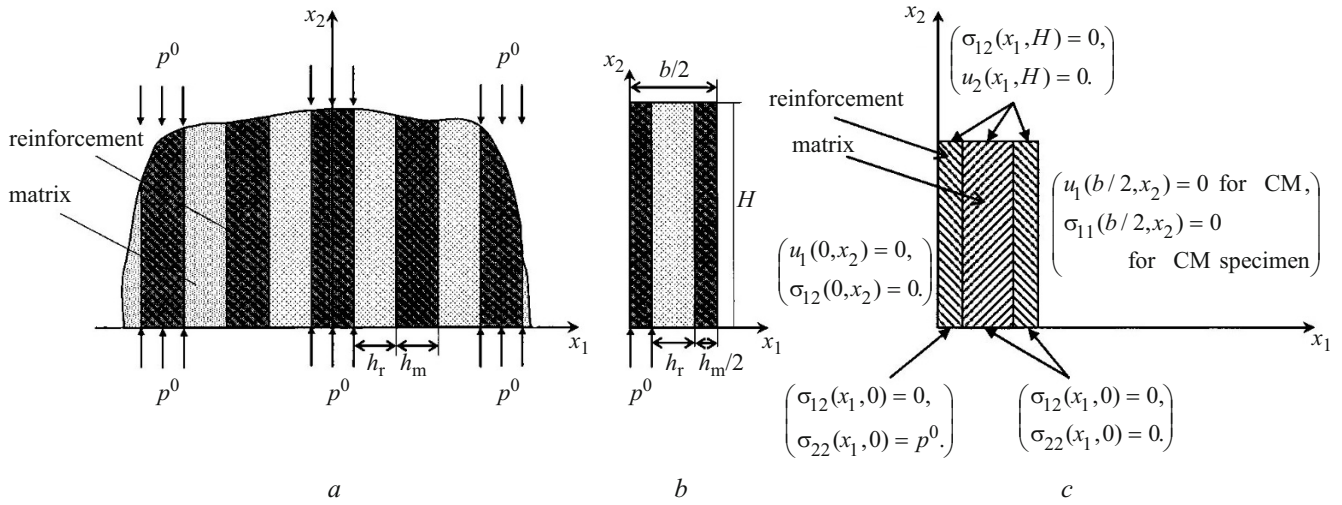 x₂
p⁰
p⁰
reinforcement
matrix
x₁
hᵣ
hₘ
p⁰
p⁰
p⁰
a
x₂
b/2
H
x₁
hᵣ
hₘ/2
p⁰
b
x₂
σ₁₂(x₁,H) = 0,
u₂(x₁,H) = 0.
reinforcement
matrix
u₁(b/2,x₂) = 0 for CM,
σ₁₁(b/2,x₂) = 0
for CM specimen
u₁(0,x₂) = 0,
σ₁₂(0,x₂) = 0.
x₁
σ₁₂(x₁,0) = 0,
σ₂₂(x₁,0) = p⁰.
σ₁₂(x₁,0) = 0,
σ₂₂(x₁,0) = 0.
c